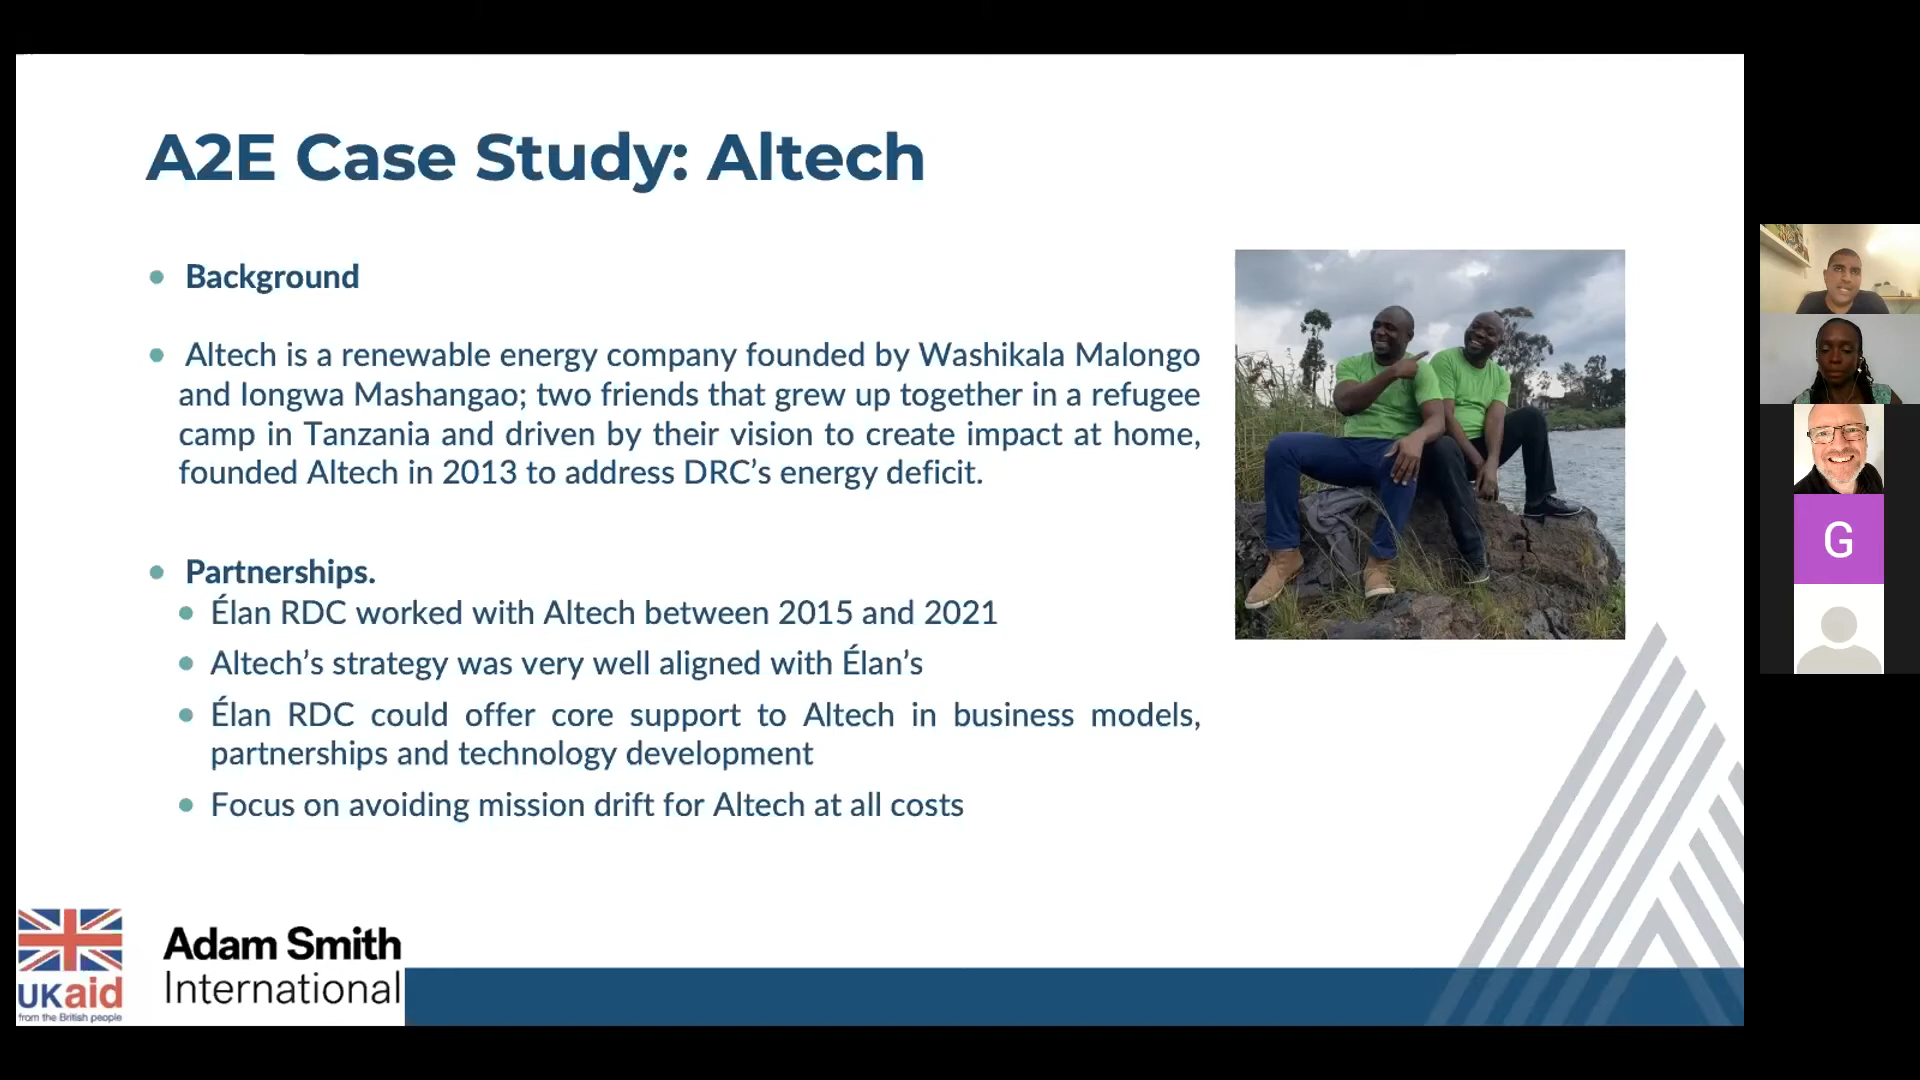 A2E Case Study: Altech
Background
Altech is a renewable energy company founded by Washikala Malongo
and Iongwa Mashangao; two friends that grew up together in a refugee
camp in Tanzania and driven by their vision to create impact at home,
founded Altech in 2013 to address DRC’s energy deficit.
Partnerships.
Élan RDC worked with Altech between 2015 and 2021
Altech’s strategy was very well aligned with Élan’s
Élan RDC could offer core support to Altech in business models,
partnerships and technology development
Focus on avoiding mission drift for Altech at all costs
UKaid
from the British people
Adam Smith
International
G